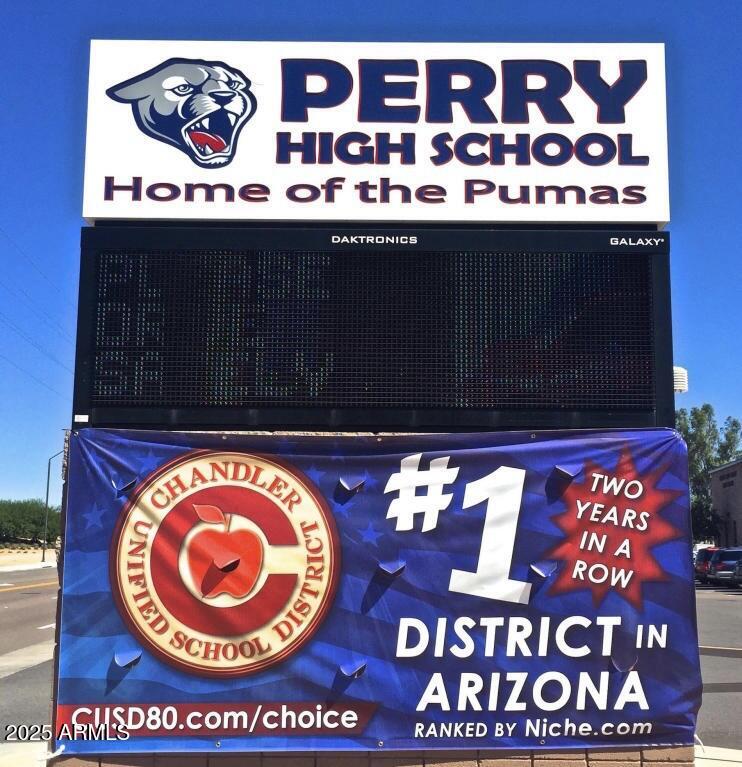 PERRY
HIGH SCHOOL
Home of the Pumas
DAKTRONICS
GALAXY®
CHANDLER
UNIFIED SCHOOL DISTRICT
C
#1
TWO
YEARS
IN A
ROW
DISTRICT IN
ARIZONA
RANKED BY Niche.com
CUSD80.com/choice
2025 ARMLS